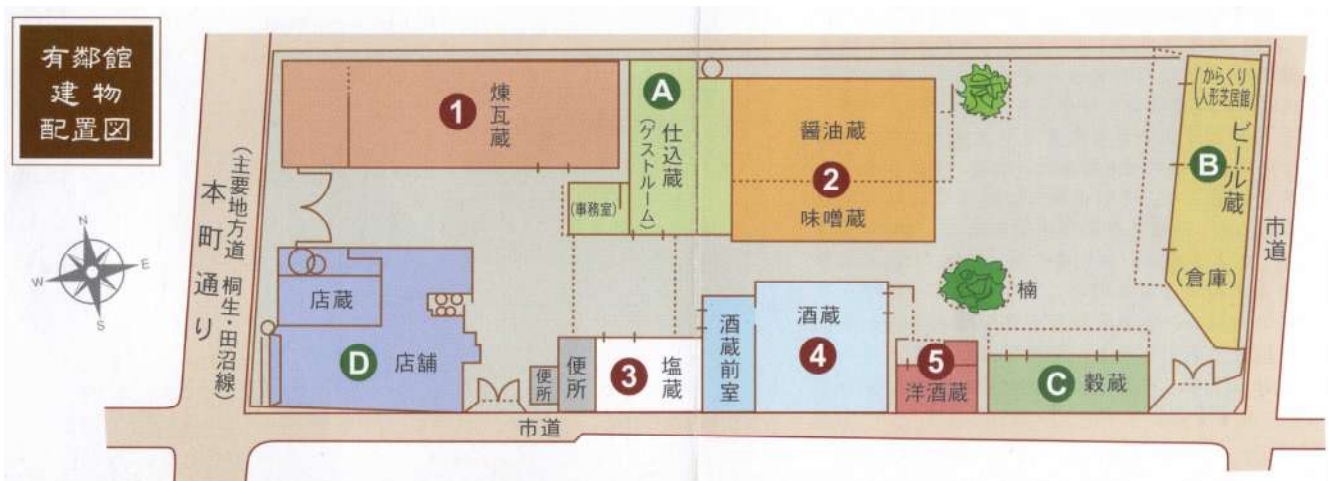 有鄰館
建物
配置図
N
W
E
S
本町通り
(主要地方道 桐生・田沼線)
1
煉瓦蔵
A
仕込蔵
(ゲストルーム)
(事務室)
醤油蔵
2
味噌蔵
(からくり
人形芝居館)
B
ビール蔵
(倉庫)
市道
楠
店蔵
D
店舗
便所
便所
3
塩蔵
酒蔵前室
酒蔵
4
5
洋酒蔵
C
穀蔵
市道